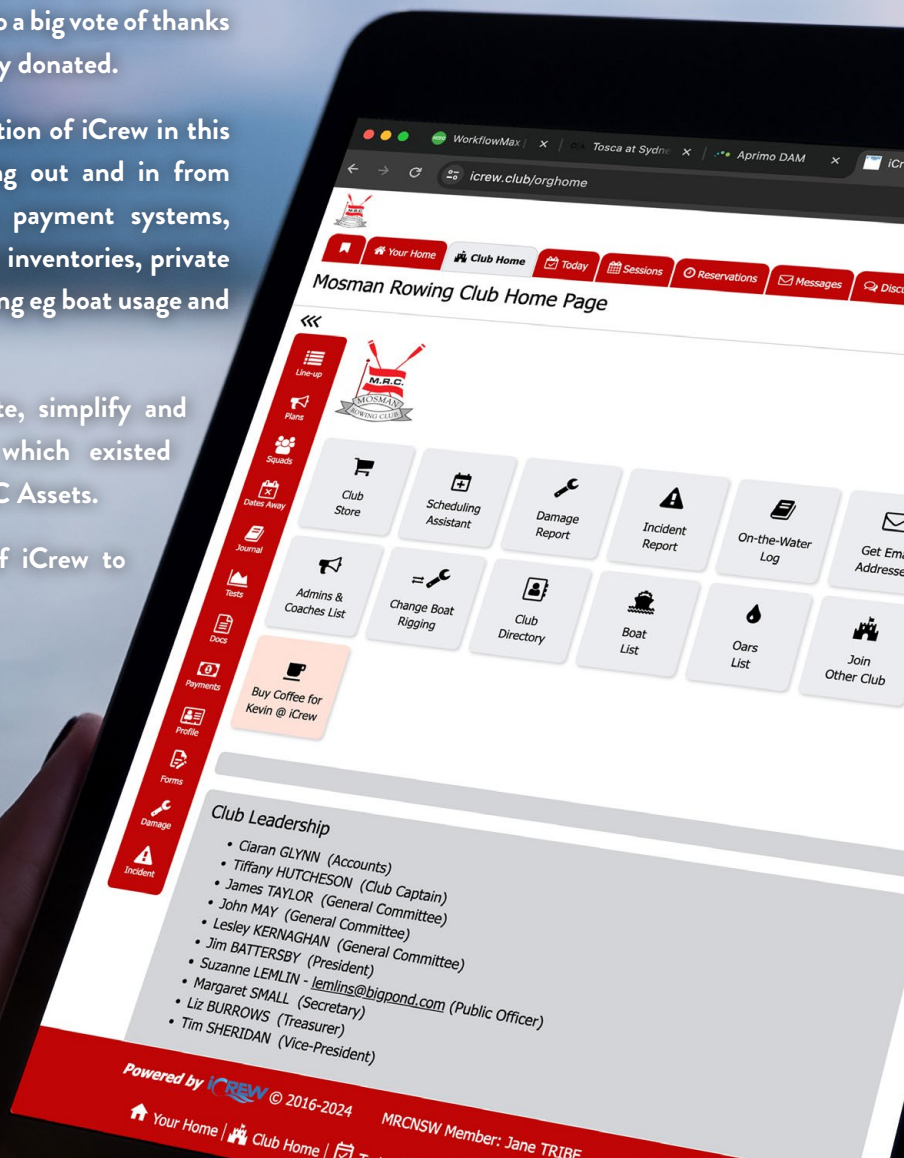 a big vote of thanks
y donated.
tion of iCrew in this
g out and in from
payment systems,
inventories, private
ng eg boat usage and
te, simplify and
which existed
C Assets.
f iCrew to
WorkflowMax
Tosca at Sydne
Aprimo DAM
iCr
icrew.club/orghome
Your Home
Club Home
Today
Sessions
Reservations
Messages
Discu
Mosman Rowing Club Home Page
Line-up
Plans
Squads
Dates Away
Journal
Tests
Docs
Payments
Profile
Forms
Damage
Incident
M.R.C.
MOSMAN
ROWING CLUB
Club
Store
Scheduling
Assistant
Damage
Report
Incident
Report
On-the-Water
Log
Get Ema
Addresse
Admins &
Coaches List
Change Boat
Rigging
Club
Directory
Boat
List
Oars
List
Join
Other Club
Buy Coffee for
Kevin @ iCrew
Club Leadership
• Ciaran GLYNN (Accounts)
• Tiffany HUTCHESON (Club Captain)
• James TAYLOR (General Committee)
• John MAY (General Committee)
• Lesley KERNAGHAN (General Committee)
• Jim BATTERSBY (President)
• Suzanne LEMLIN - lemlins@bigpond.com (Public Officer)
• Margaret SMALL (Secretary)
• Liz BURROWS (Treasurer)
• Tim SHERIDAN (Vice-President)
Powered by iCREW © 2016-2024 MRCNSW Member: Jane TRIBE
Your Home | Club Home |